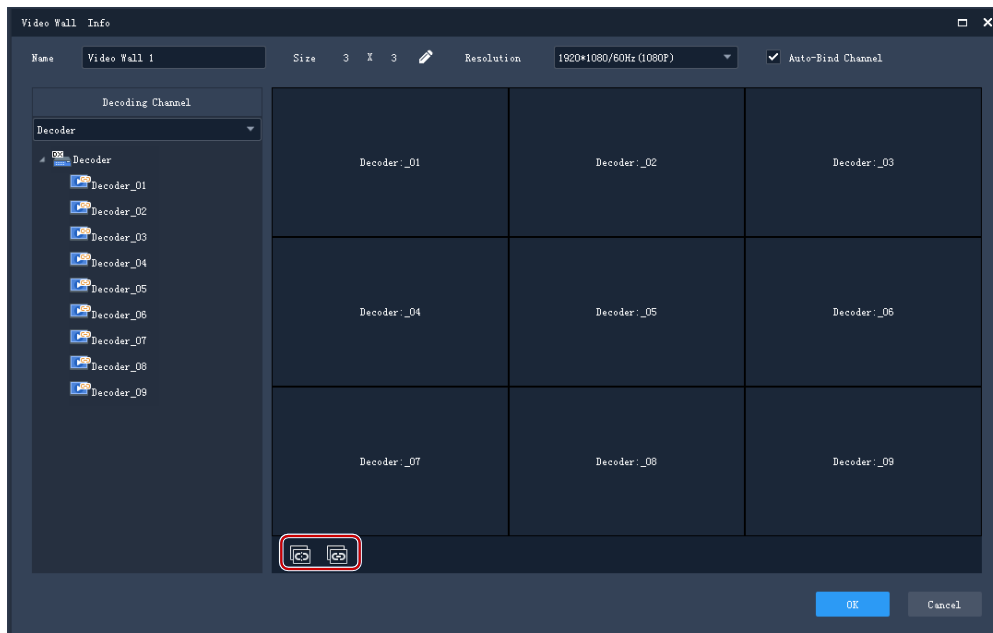 Video Wall Info
Name Video Wall 1 Size 3 X 3 Resolution 1920*1080/60Hz(1080P) Auto-Bind Channel
Decoding Channel
Decoder
DX Decoder
Decoder_01
Decoder_02
Decoder_03
Decoder_04
Decoder_05
Decoder_06
Decoder_07
Decoder_08
Decoder_09
Decoder:_01 Decoder:_02 Decoder:_03
Decoder:_04 Decoder:_05 Decoder:_06
Decoder:_07 Decoder:_08 Decoder:_09
OK Cancel